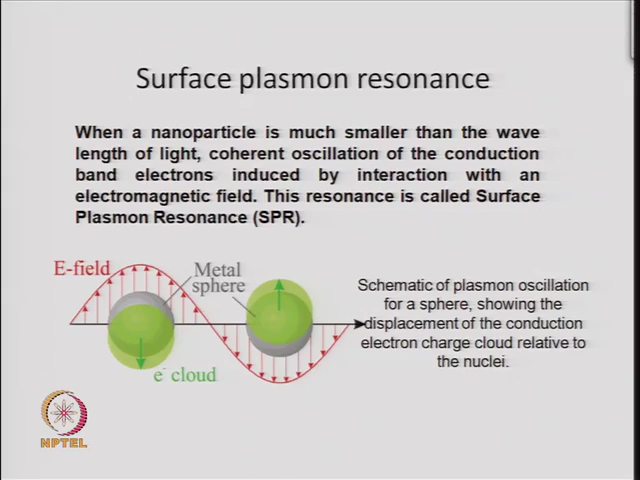 Surface plasmon resonance
When a nanoparticle is much smaller than the wave
length of light, coherent oscillation of the conduction
band electrons induced by interaction with an
electromagnetic field. This resonance is called Surface
Plasmon Resonance (SPR).
E-field
Metal
sphere
e⁻ cloud
Schematic of plasmon oscillation
for a sphere, showing the
displacement of the conduction
electron charge cloud relative to
the nuclei.
NPTEL